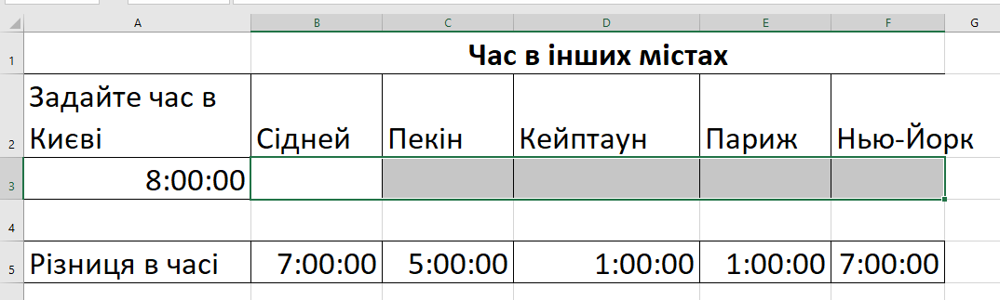 A B C D E F G
1 Час в інших містах
Задайте час в
2 Києві Сідней Пекін Кейптаун Париж Нью-Йорк
3 8:00:00
4
5 Різниця в часі 7:00:00 5:00:00 1:00:00 1:00:00 7:00:00